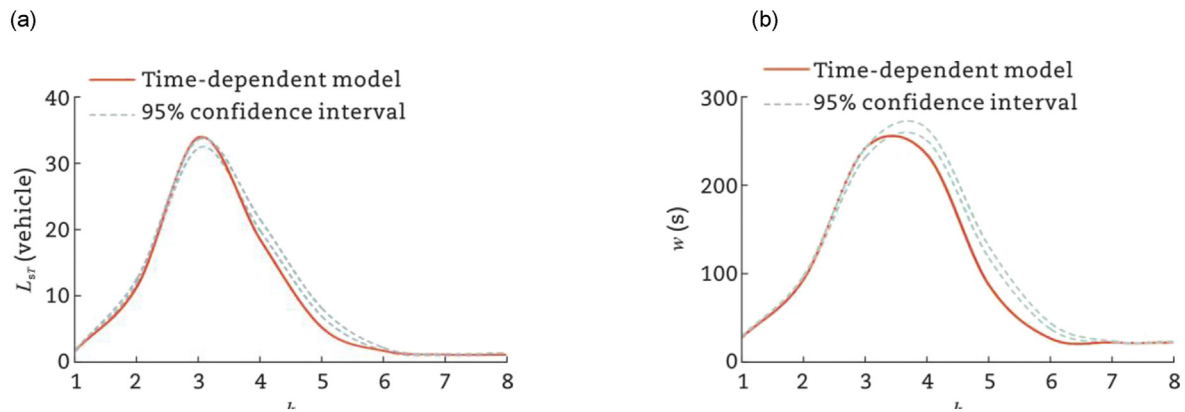 (a)
Time-dependent model
95% confidence interval
40
30
20
10
0
L_sT (vehicle)
1 2 3 4 5 6 7 8
(b)
Time-dependent model
95% confidence interval
300
200
100
0
w (s)
1 2 3 4 5 6 7 8